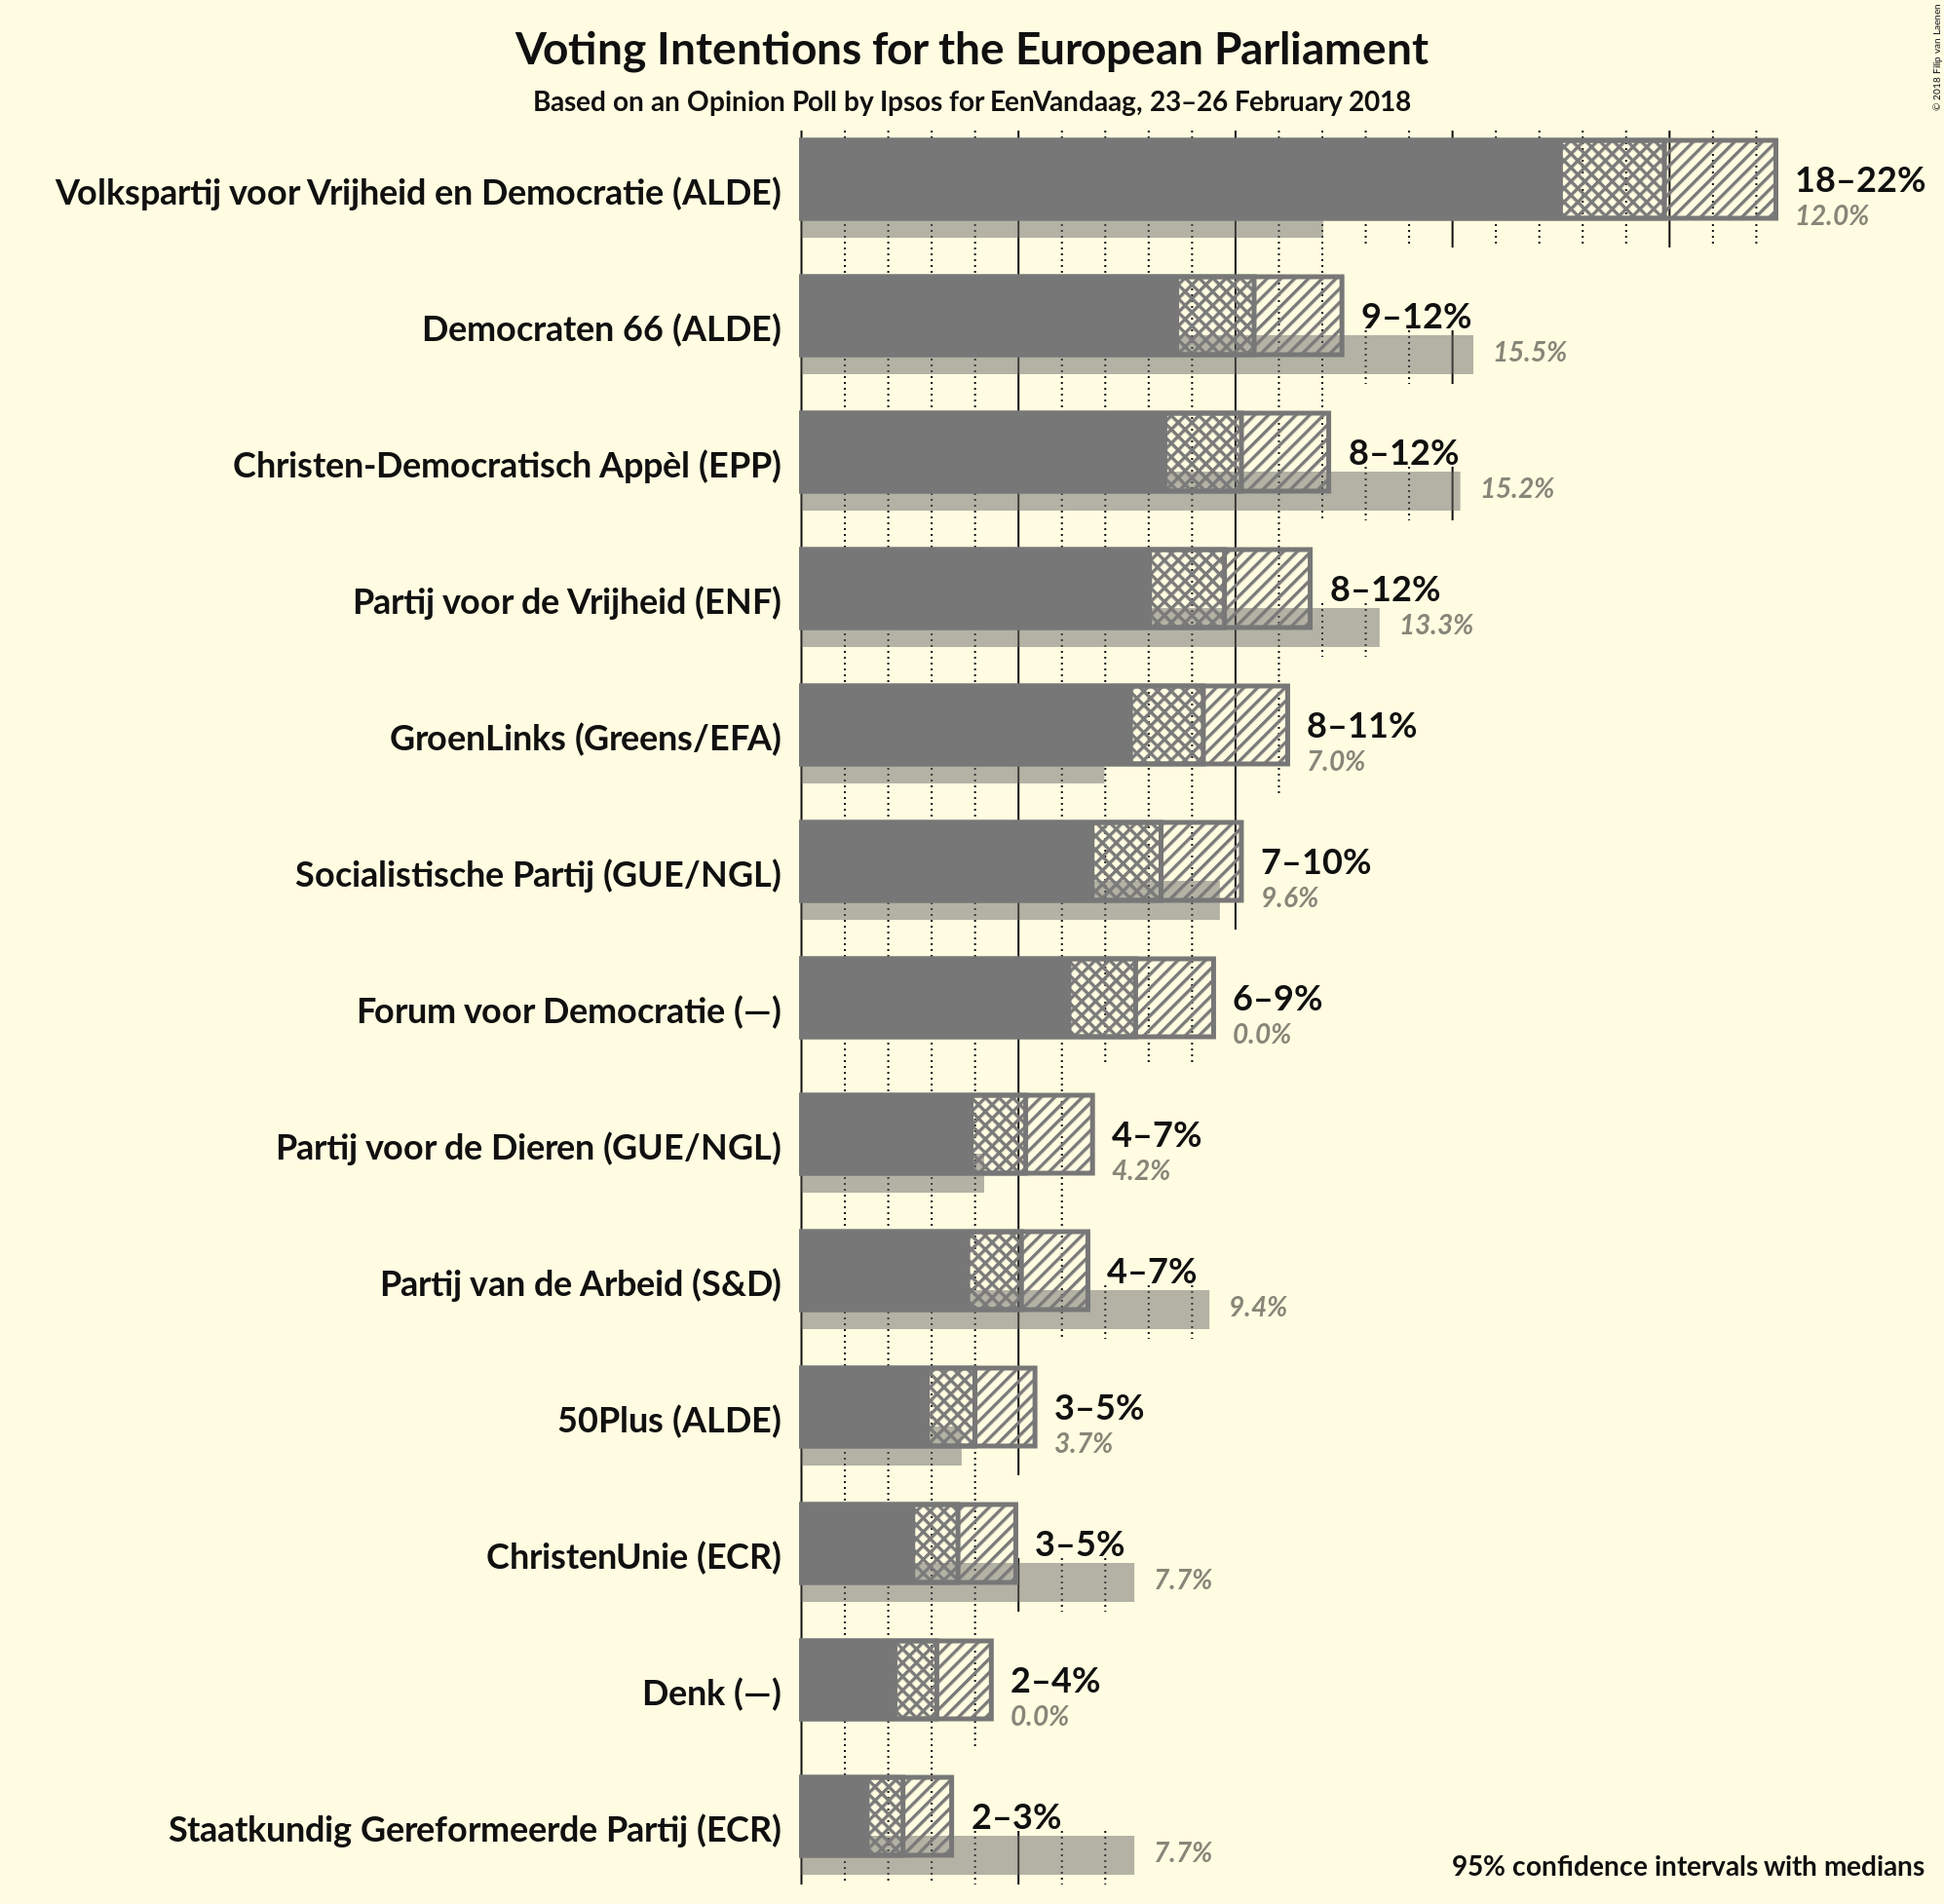 Voting Intentions for the European Parliament
Based on an Opinion Poll by Ipsos for EenVandaag, 23–26 February 2018
© 2018 Filip van Laenen
Volkspartij voor Vrijheid en Democratie (ALDE)
18–22%
12.0%
Democraten 66 (ALDE)
9–12%
15.5%
Christen-Democratisch Appèl (EPP)
8–12%
15.2%
Partij voor de Vrijheid (ENF)
8–12%
13.3%
GroenLinks (Greens/EFA)
8–11%
7.0%
Socialistische Partij (GUE/NGL)
7–10%
9.6%
Forum voor Democratie (—)
6–9%
0.0%
Partij voor de Dieren (GUE/NGL)
4–7%
4.2%
Partij van de Arbeid (S&D)
4–7%
9.4%
50Plus (ALDE)
3–5%
3.7%
ChristenUnie (ECR)
3–5%
7.7%
Denk (—)
2–4%
0.0%
Staatkundig Gereformeerde Partij (ECR)
2–3%
7.7%
95% confidence intervals with medians